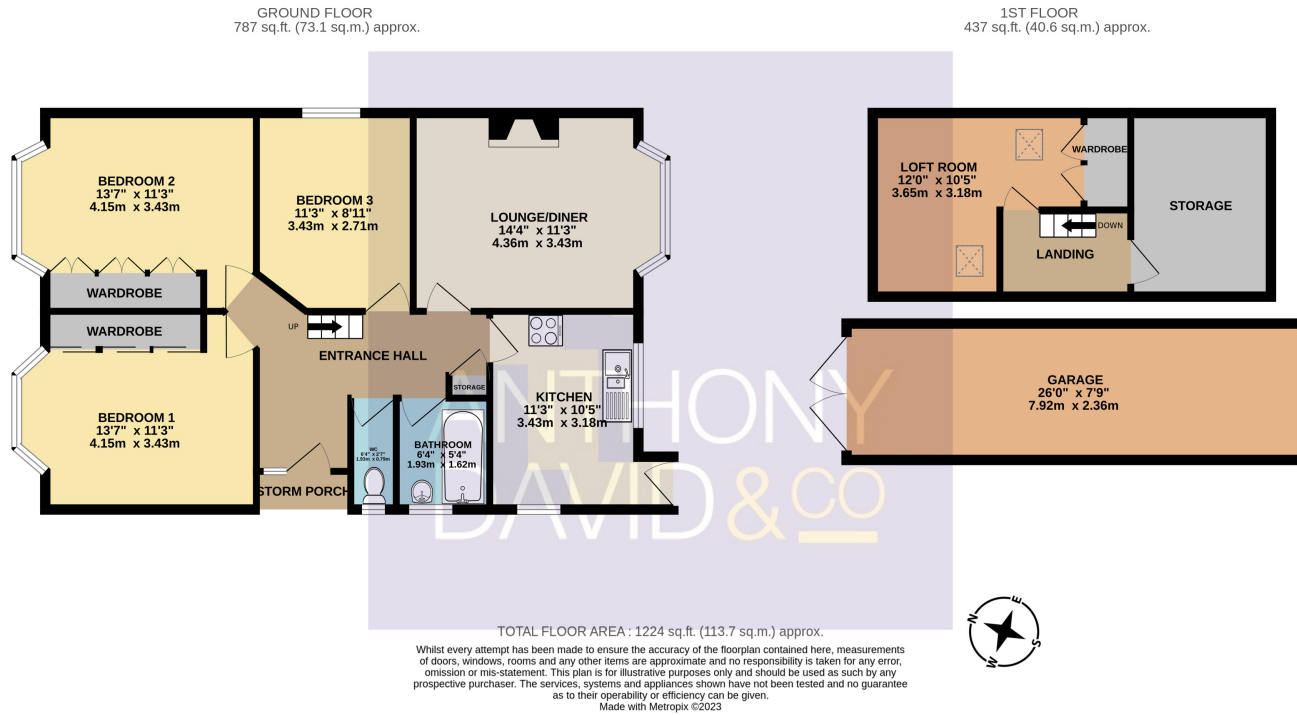 GROUND FLOOR
787 sq.ft. (73.1 sq.m.) approx.
1ST FLOOR
437 sq.ft. (40.6 sq.m.) approx.
BEDROOM 2
13'7" x 11'3"
4.15m x 3.43m
WARDROBE
WARDROBE
BEDROOM 1
13'7" x 11'3"
4.15m x 3.43m
BEDROOM 3
11'3" x 8'11"
3.43m x 2.71m
LOUNGE/DINER
14'4" x 11'3"
4.36m x 3.43m
UP
ENTRANCE HALL
STORAGE
KITCHEN
11'3" x 10'5"
3.43m x 3.18m
WC
6'4" x 2'7"
1.93m x 0.79m
BATHROOM
6'4" x 5'4"
1.93m x 1.62m
STORM PORCH
LOFT ROOM
12'0" x 10'5"
3.65m x 3.18m
WARDROBE
STORAGE
DOWN
LANDING
GARAGE
26'0" x 7'9"
7.92m x 2.36m
ANTHONY
DAVID & CO
N
E
S
W
TOTAL FLOOR AREA : 1224 sq.ft. (113.7 sq.m.) approx.
Whilst every attempt has been made to ensure the accuracy of the floorplan contained here, measurements
of doors, windows, rooms and any other items are approximate and no responsibility is taken for any error,
omission or mis-statement. This plan is for illustrative purposes only and should be used as such by any
prospective purchaser. The services, systems and appliances shown have not been tested and no guarantee
as to their operability or efficiency can be given.
Made with Metropix ©2023